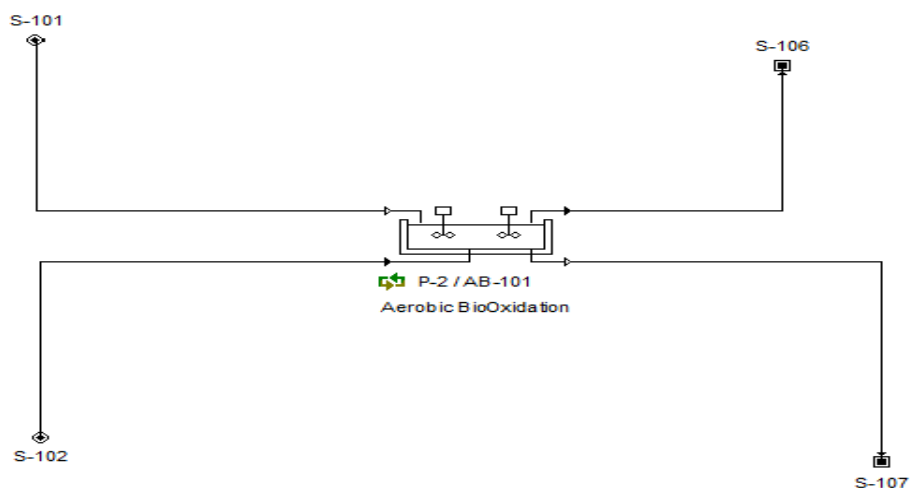 S-101
S-106
P-2 / AB-101
Aerobic BioOxidation
S-102
S-107